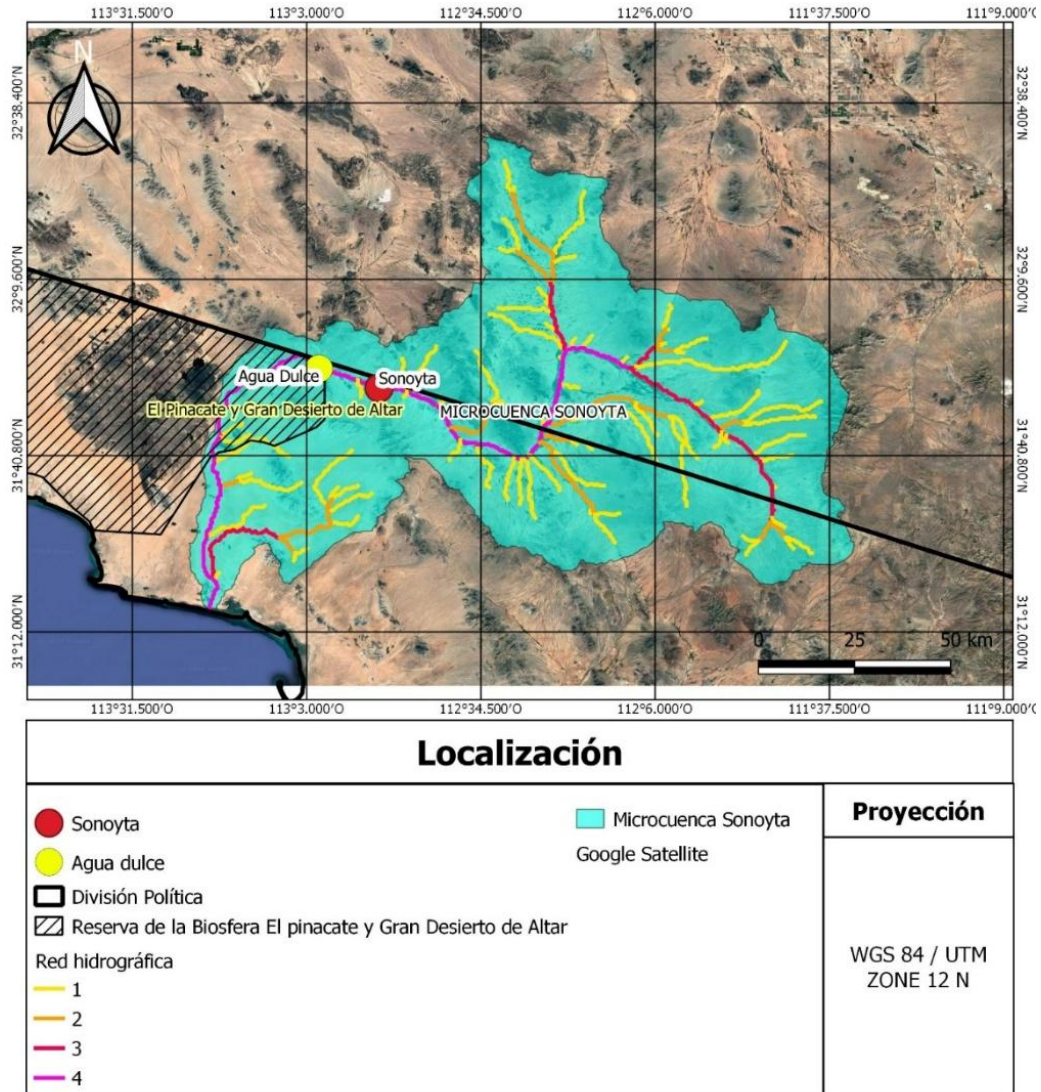 113°31.500'O 113°3.000'O 112°34.500'O 112°6.000'O 111°37.500'O 111°9.000'O
N
32°38.400'N
32°38.400'N
32°9.600'N
32°9.600'N
Agua Dulce
Sonoyta
El Pinacate y Gran Desierto de Altar
MICROCUENCA SONOYTA
31°40.800'N
31°40.800'N
31°12.000'N
31°12.000'N
0 25 50 km
113°31.500'O 113°3.000'O 112°34.500'O 112°6.000'O 111°37.500'O 111°9.000'O
Localización
Sonoyta
Agua dulce
División Política
Reserva de la Biosfera El pinacate y Gran Desierto de Altar
Red hidrográfica
1
2
3
4
Microcuenca Sonoyta
Google Satellite
Proyección
WGS 84 / UTM
ZONE 12 N